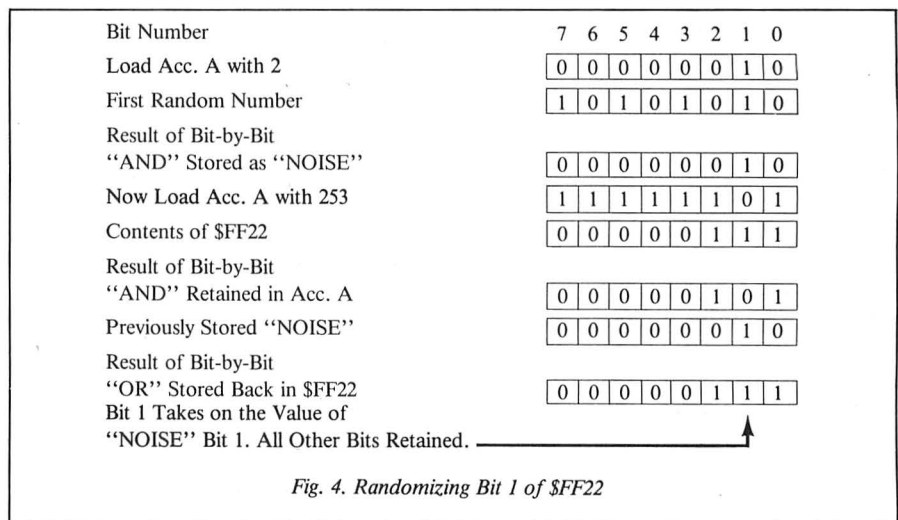 Bit Number 7 6 5 4 3 2 1 0
Load Acc. A with 2 0 0 0 0 0 0 1 0
First Random Number 1 0 1 0 1 0 1 0
Result of Bit-by-Bit
“AND” Stored as “NOISE” 0 0 0 0 0 0 1 0
Now Load Acc. A with 253 1 1 1 1 1 1 0 1
Contents of $FF22 0 0 0 0 0 1 1 1
Result of Bit-by-Bit
“AND” Retained in Acc. A 0 0 0 0 0 1 0 1
Previously Stored “NOISE” 0 0 0 0 0 0 1 0
Result of Bit-by-Bit
“OR” Stored Back in $FF22 0 0 0 0 0 1 1 1
Bit 1 Takes on the Value of
“NOISE” Bit 1. All Other Bits Retained.
Fig. 4. Randomizing Bit 1 of $FF22